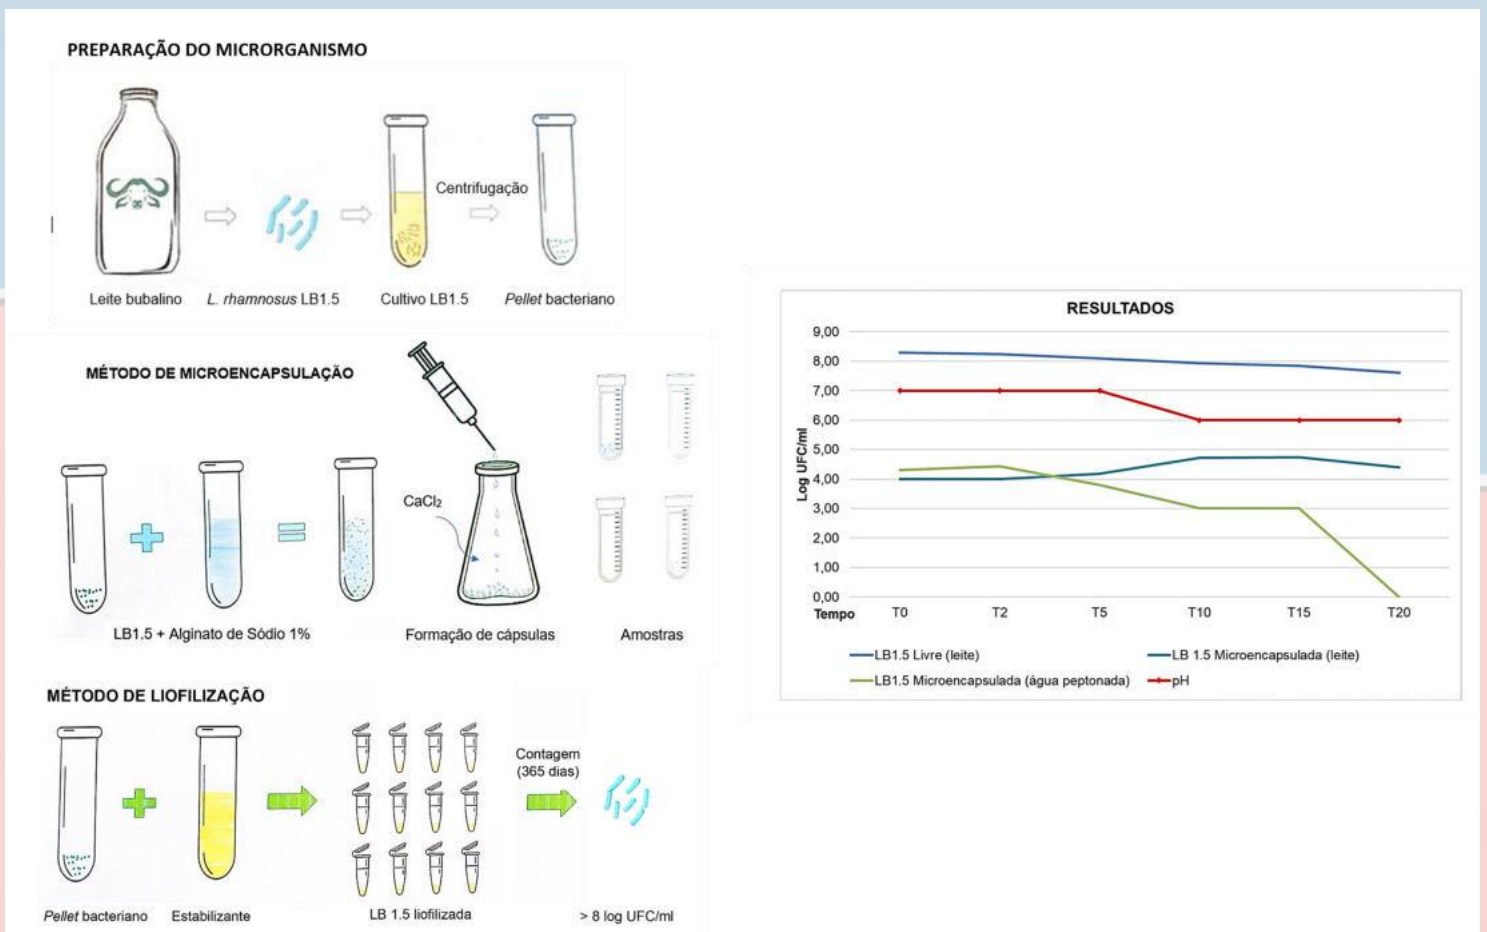 PREPARAÇÃO DO MICRORGANISMO
Centrifugação
Leite bubalino
L. rhamnosus LB1.5
Cultivo LB1.5
Pellet bacteriano
MÉTODO DE MICROENCAPSULAÇÃO
CaCl₂
LB1.5 + Alginato de Sódio 1%
Formação de cápsulas
Amostras
MÉTODO DE LIOFILIZAÇÃO
Contagem
(365 dias)
Pellet bacteriano
Estabilizante
LB 1.5 liofilizada
> 8 log UFC/ml
RESULTADOS
Log UFC/ml
9,00
8,00
7,00
6,00
5,00
4,00
3,00
2,00
1,00
0,00
Tempo T0 T2 T5 T10 T15 T20
LB1.5 Livre (leite)
LB 1.5 Microencapsulada (leite)
LB1.5 Microencapsulada (água peptonada)
pH